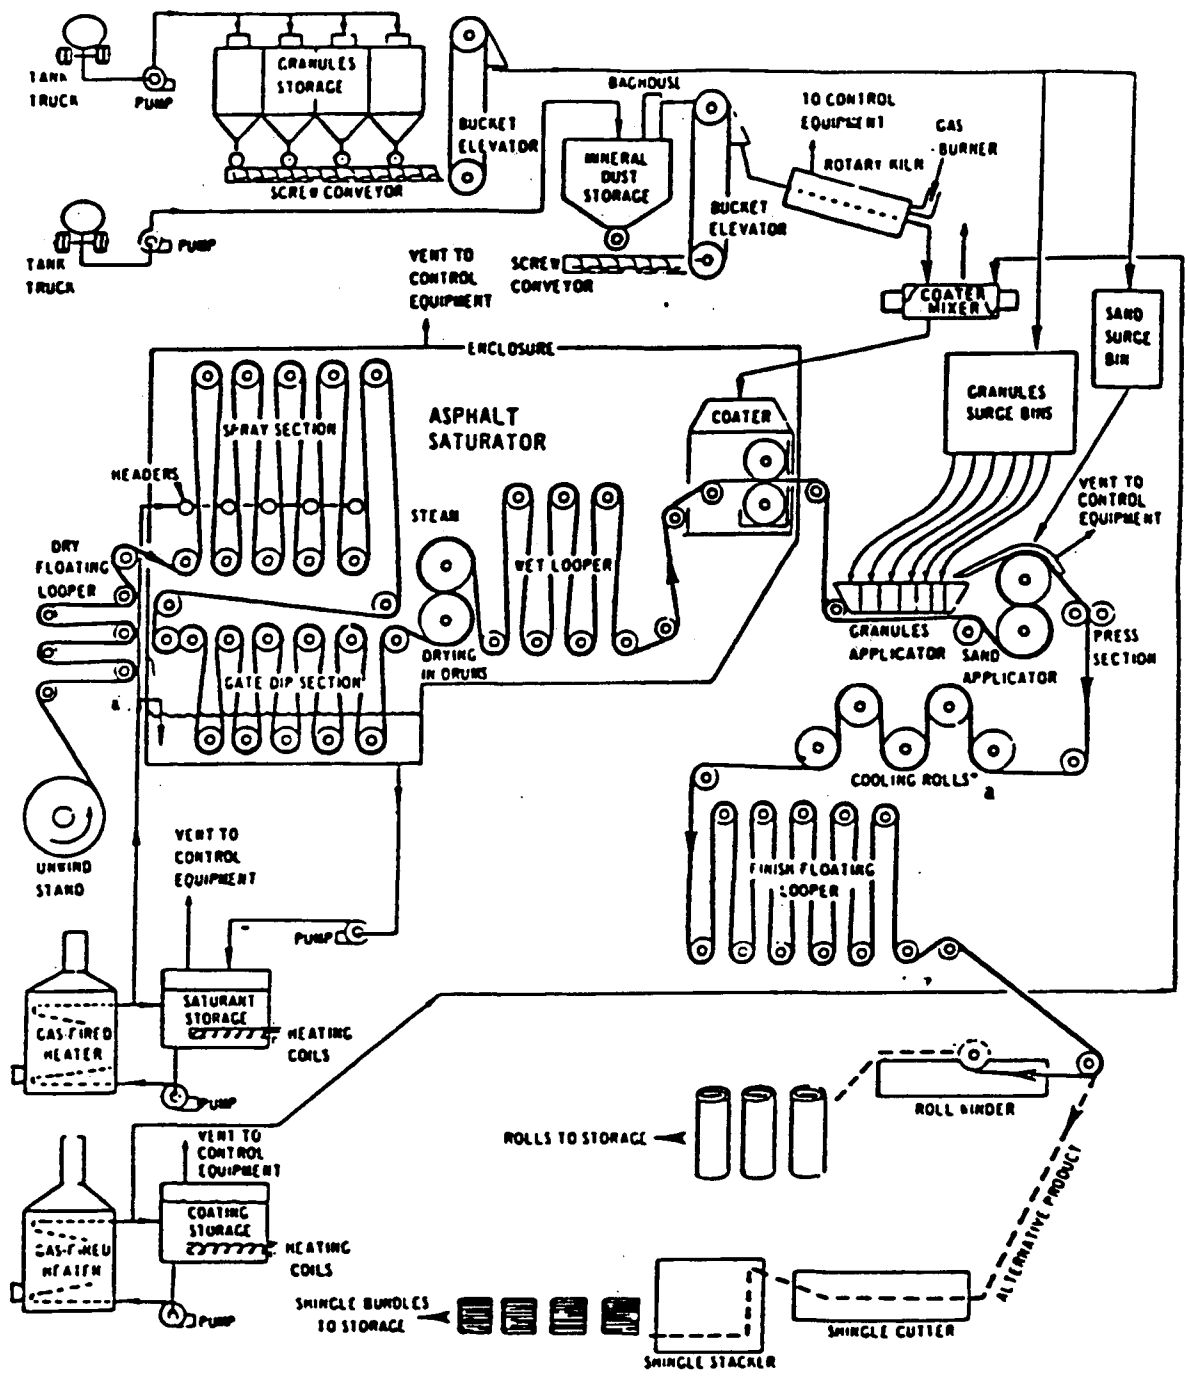 TANK
TRUCK
PUMP
GRANULES
STORAGE
SCREW CONVEYOR
BUCKET
ELEVATOR
BAGHOUSE
MINERAL
DUST
STORAGE
BUCKET
ELEVATOR
TO CONTROL
EQUIPMENT
ROTARY KILN
GAS
BURNER
TANK
TRUCK
PUMP
SCREW
CONVEYOR
VENT TO
CONTROL
EQUIPMENT
COATER
MIXER
SAND
SURGE
BIN
GRANULES
SURGE BINS
ENCLOSURE
ASPHALT
SATURATOR
SPRAY SECTION
HEADERS
COATER
STEAM
WET LOOPER
DRY
FLOATING
LOOPER
VENT TO
CONTROL
EQUIPMENT
GRANULES
APPLICATOR
SAND
APPLICATOR
PRESS
SECTION
DRYING
IN DRUMS
GATE DIP SECTION
a
COOLING ROLLS
a
UNWIND
STAND
VENT TO
CONTROL
EQUIPMENT
FINISH FLOATING
LOOPER
PUMP
SATURANT
STORAGE
GAS-FIRED
HEATER
HEATING
COILS
PUMP
ROLL WINDER
ROLLS TO STORAGE
ALTERNATIVE PRODUCT
VENT TO
CONTROL
EQUIPMENT
COATING
STORAGE
GAS-FIRED
HEATER
HEATING
COILS
PUMP
SHINGLE BUNDLES
TO STORAGE
SHINGLE STACKER
SHINGLE CUTTER